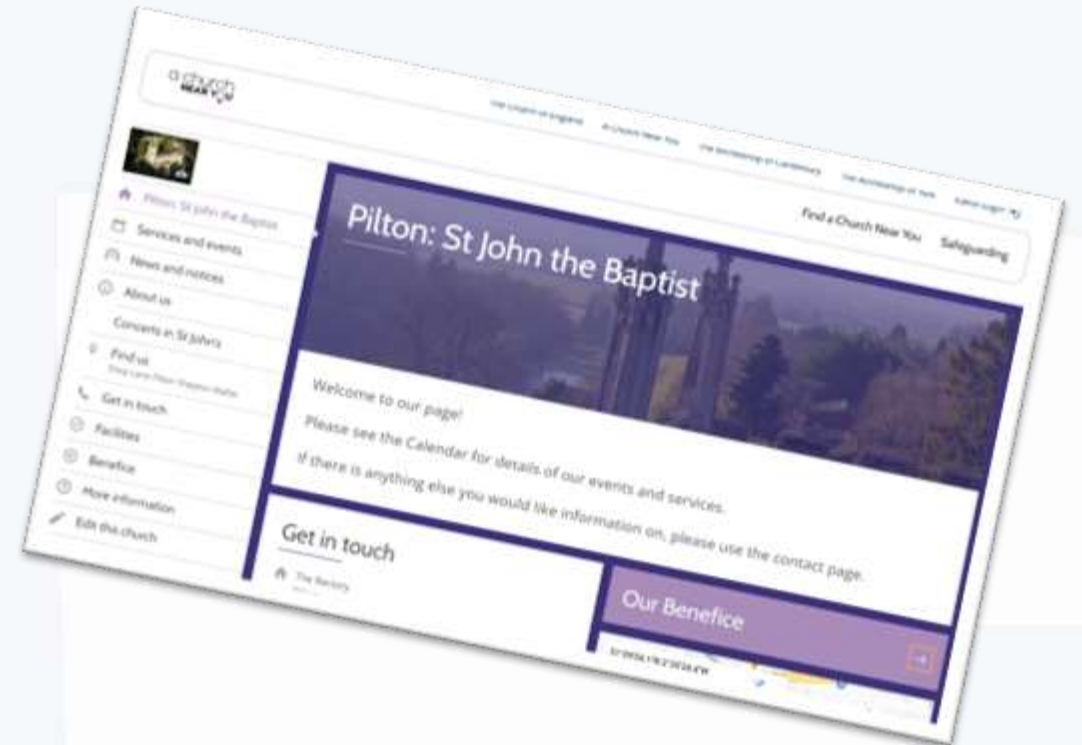 a church
NEAR YOU
The Church of England
A Church Near You
The Archbishop of Canterbury
The Archbishop of York
Find a Church Near You
Safeguarding
Pilton: St John the Baptist
Services and events
News and notices
About us
Concerts in St John's
Find us
Get in touch
Facilities
Benefice
More information
Edit this church
Pilton: St John the Baptist
Welcome to our page!
Please see the Calendar for details of our events and services.
If there is anything else you would like information on, please use the contact page.
Get in touch
The Rectory
Our Benefice